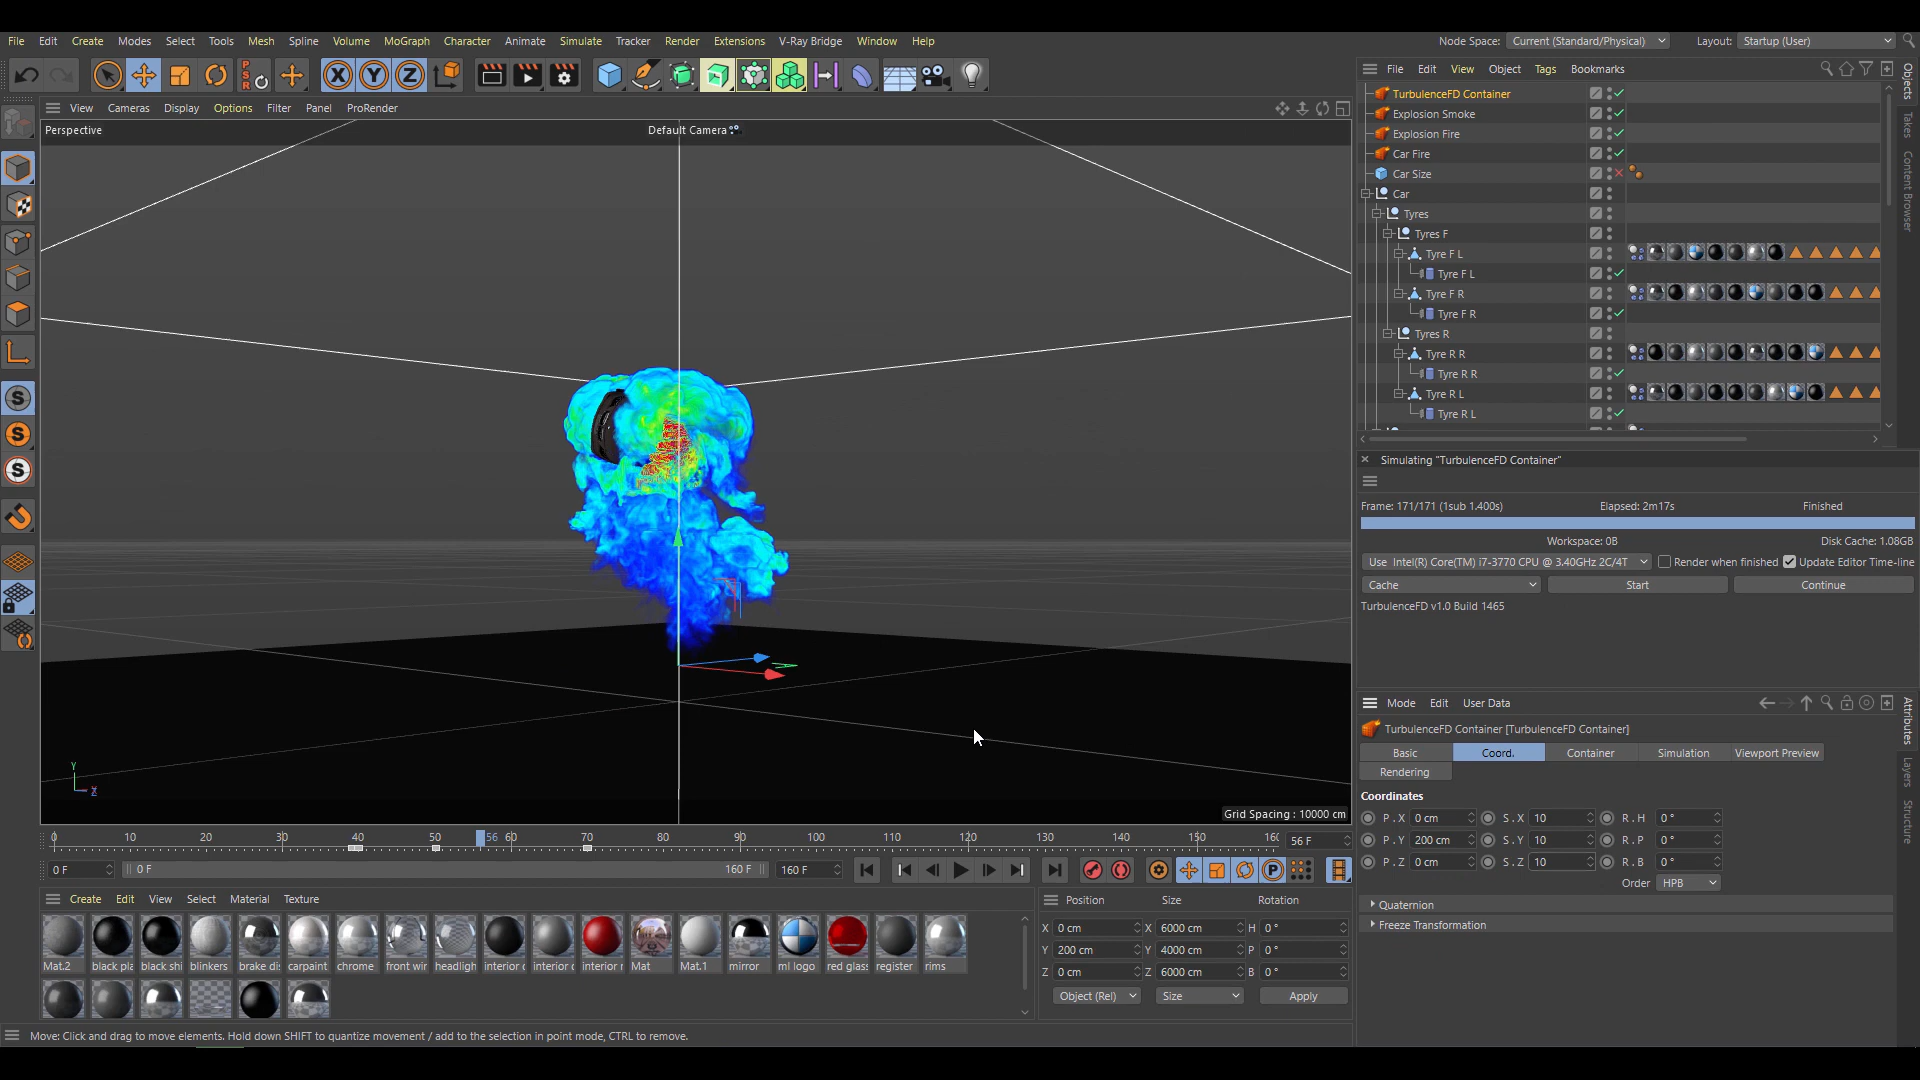 File Edit Create Modes Select Tools Mesh Spline Volume MoGraph Character Animate Simulate Tracker Render Extensions V-Ray Bridge Window Help
Node Space: Current (Standard/Physical) Layout: Startup (User)
File Edit View Object Tags Bookmarks
View Cameras Display Options Filter Panel ProRender
Perspective
Default Camera
TurbulenceFD Container
Explosion Smoke
Explosion Fire
Car Fire
Car Size
Car
Tyres
Tyres F
Tyre F L
Tyre F L
Tyre F R
Tyre F R
Tyres R
Tyre R R
Tyre R R
Tyre R L
Tyre R L
Objects
Takes
Content Browser
Simulating "TurbulenceFD Container"
Frame: 171/171 (1sub 1.400s) Elapsed: 2m17s Finished
Workspace: 0B Disk Cache: 1.08GB
Use Intel(R) Core(TM) i7-3770 CPU @ 3.40GHz 2C/4T Render when finished Update Editor Time-line
Cache Start Continue
TurbulenceFD v1.0 Build 1465
Mode Edit User Data
TurbulenceFD Container [TurbulenceFD Container]
Basic Coord. Container Simulation Viewport Preview
Rendering
Coordinates
P . X 0 cm S . X 10 R . H 0 °
P . Y 200 cm S . Y 10 R . P 0 °
P . Z 0 cm S . Z 10 R . B 0 °
Order HPB
Quaternion
Freeze Transformation
Attributes
Layers
Structure
Y
Z
Grid Spacing : 10000 cm
0 10 20 30 40 50 56 60 70 80 90 100 110 120 130 140 150 56 F
0 F 0 F 160 F 160 F
Create Edit View Select Material Texture
Mat.2 black pla black shi blinkers brake di carpaint chrome front wir headligh interior c interior c interior r Mat Mat.1 mirror ml logo red glass register rims
Position Size Rotation
X 0 cm X 6000 cm H 0 °
Y 200 cm Y 4000 cm P 0 °
Z 0 cm Z 6000 cm B 0 °
Object (Rel) Size Apply
Move: Click and drag to move elements. Hold down SHIFT to quantize movement / add to the selection in point mode, CTRL to remove.